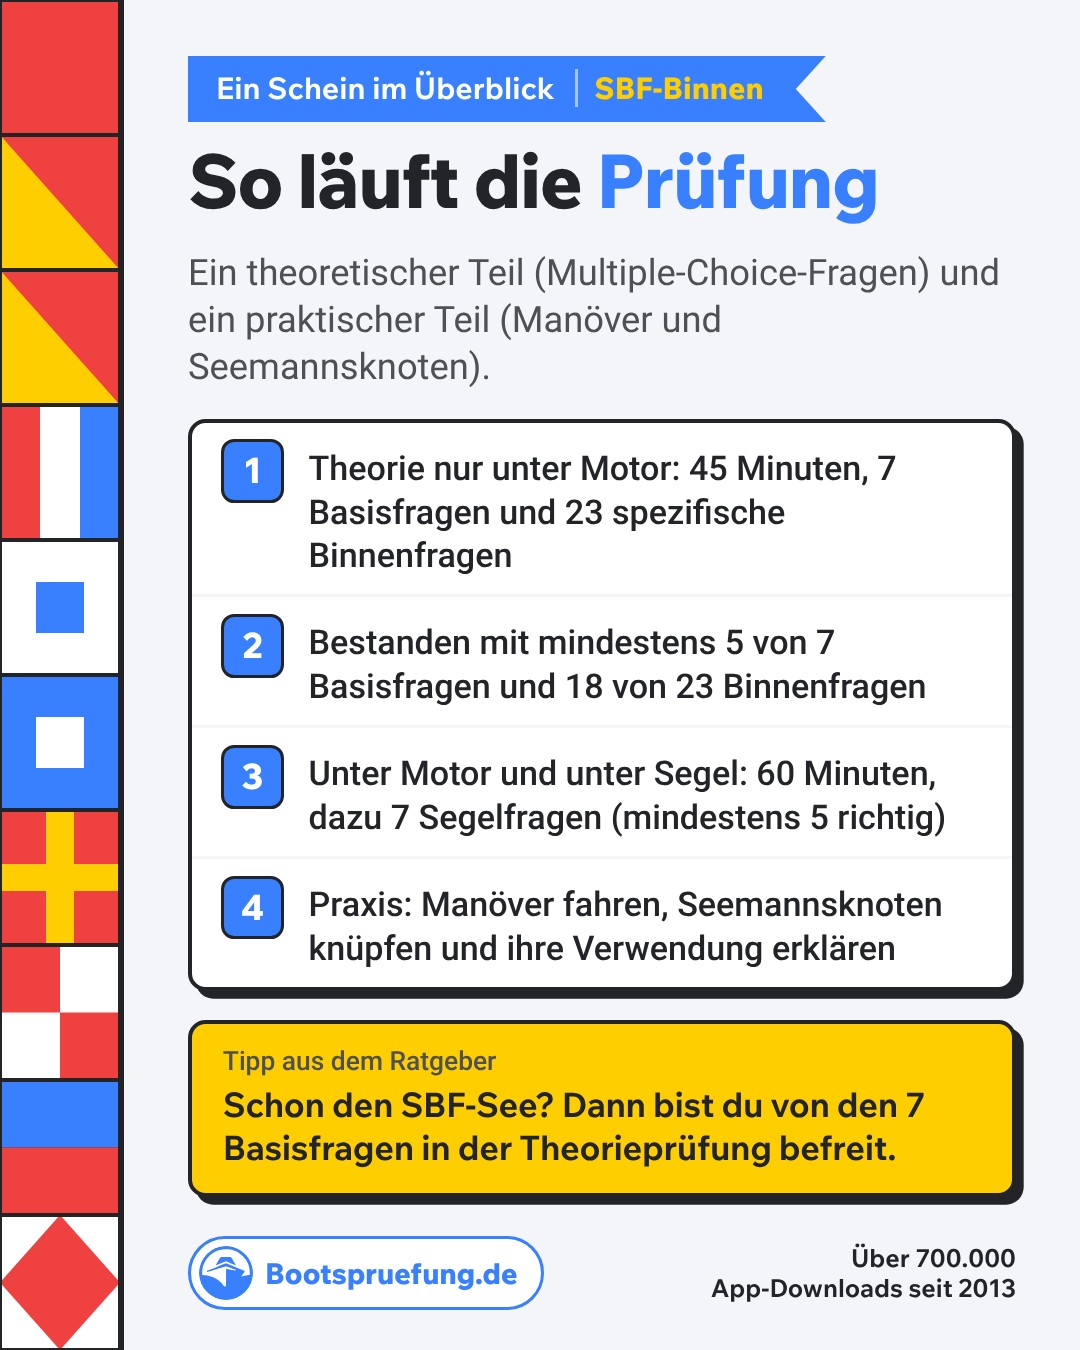 Ein Schein im Überblick | SBF-Binnen
So läuft die Prüfung
Ein theoretischer Teil (Multiple-Choice-Fragen) und
ein praktischer Teil (Manöver und
Seemannsknoten).
1 Theorie nur unter Motor: 45 Minuten, 7
Basisfragen und 23 spezifische
Binnenfragen
2 Bestanden mit mindestens 5 von 7
Basisfragen und 18 von 23 Binnenfragen
3 Unter Motor und unter Segel: 60 Minuten,
dazu 7 Segelfragen (mindestens 5 richtig)
4 Praxis: Manöver fahren, Seemannsknoten
knüpfen und ihre Verwendung erklären
Tipp aus dem Ratgeber
Schon den SBF-See? Dann bist du von den 7
Basisfragen in der Theorieprüfung befreit.
Bootspruefung.de
Über 700.000
App-Downloads seit 2013